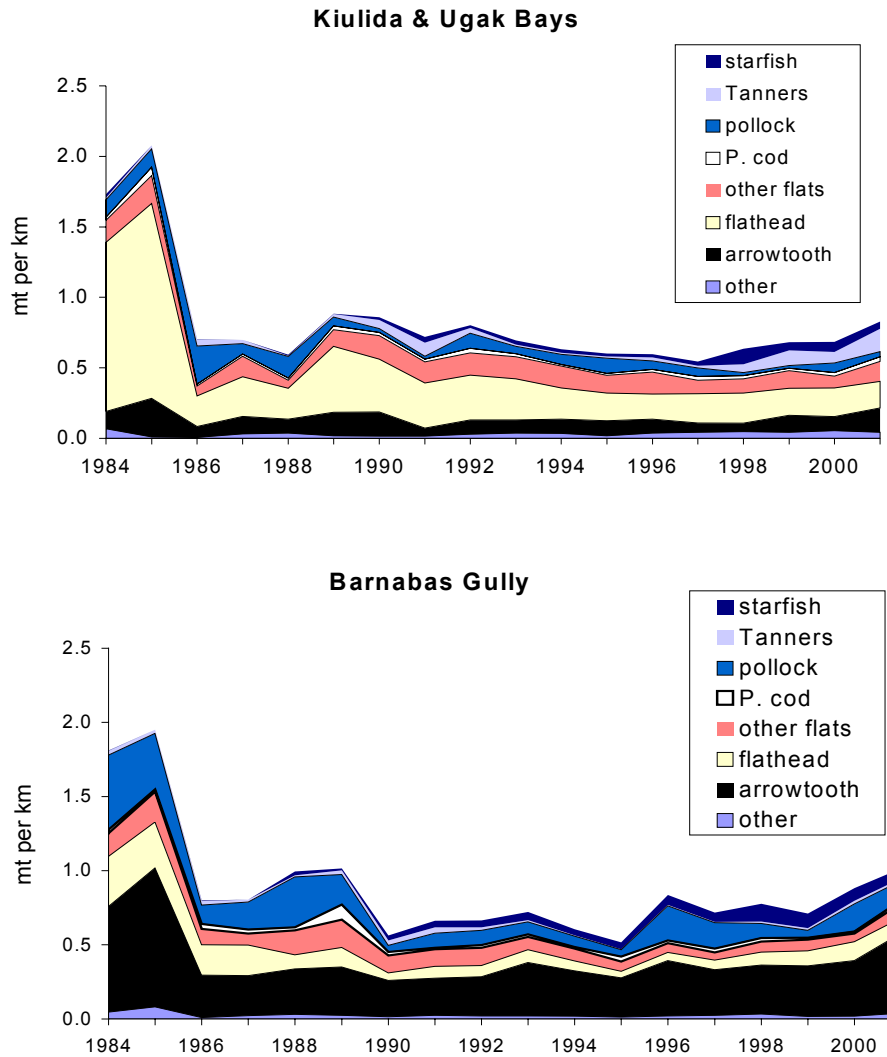 Kiulida & Ugak Bays
starfish
Tanners
pollock
P. cod
other flats
flathead
arrowtooth
other
mt per km
2.5
2.0
1.5
1.0
0.5
0.0
1984 1986 1988 1990 1992 1994 1996 1998 2000
Barnabas Gully
starfish
Tanners
pollock
P. cod
other flats
flathead
arrowtooth
other
mt per km
2.5
2.0
1.5
1.0
0.5
0.0
1984 1986 1988 1990 1992 1994 1996 1998 2000